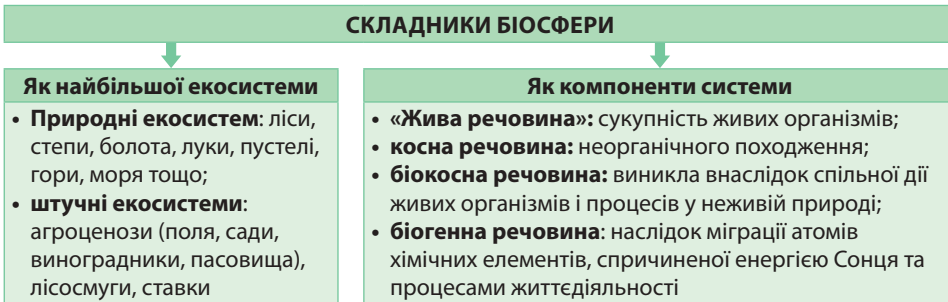 СКЛАДНИКИ БІОСФЕРИ
Як найбільшої екосистеми
• Природні екосистем: ліси,
степи, болота, луки, пустелі,
гори, моря тощо;
• штучні екосистеми:
агроценози (поля, сади,
виноградники, пасовища),
лісосмуги, ставки
Як компоненти системи
• «Жива речовина»: сукупність живих організмів;
• косна речовина: неорганічного походження;
• біокосна речовина: виникла внаслідок спільної дії
живих організмів і процесів у неживій природі;
• біогенна речовина: наслідок міграції атомів
хімічних елементів, спричиненої енергією Сонця та
процесами життєдіяльності